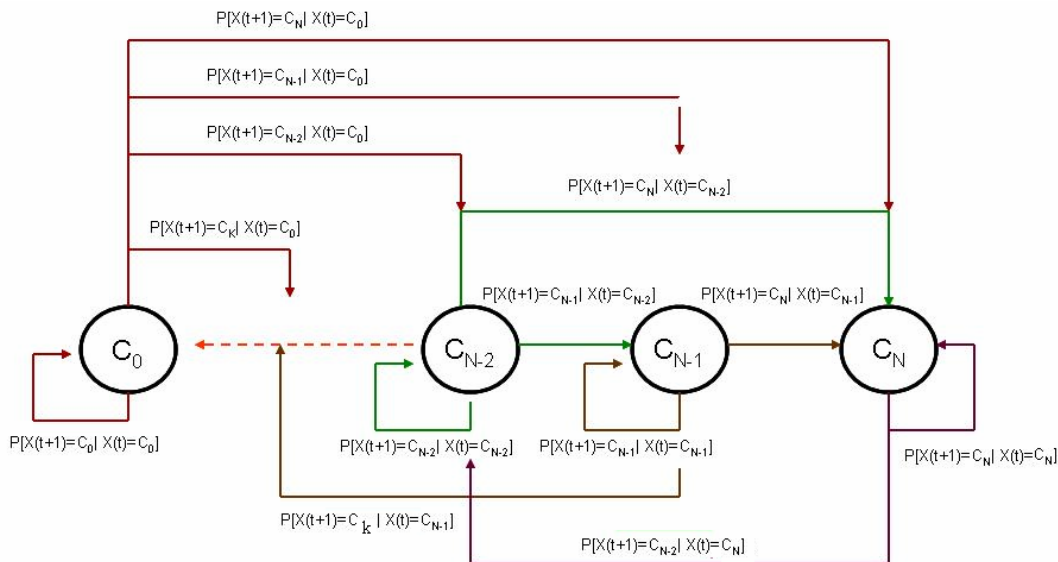 P[X(t+1)=C_N| X(t)=C_0]
P[X(t+1)=C_{N-1}| X(t)=C_0]
P[X(t+1)=C_{N-2}| X(t)=C_0]
P[X(t+1)=C_N| X(t)=C_{N-2}]
P[X(t+1)=C_K| X(t)=C_0]
P[X(t+1)=C_{N-1}| X(t)=C_{N-2}]
P[X(t+1)=C_N| X(t)=C_{N-1}]
C_0
C_{N-2}
C_{N-1}
C_N
P[X(t+1)=C_0| X(t)=C_0]
P[X(t+1)=C_{N-2}| X(t)=C_{N-2}]
P[X(t+1)=C_{N-1}| X(t)=C_{N-1}]
P[X(t+1)=C_N| X(t)=C_N]
P[X(t+1)=C_k | X(t)=C_{N-1}]
P[X(t+1)=C_{N-2}| X(t)=C_N]